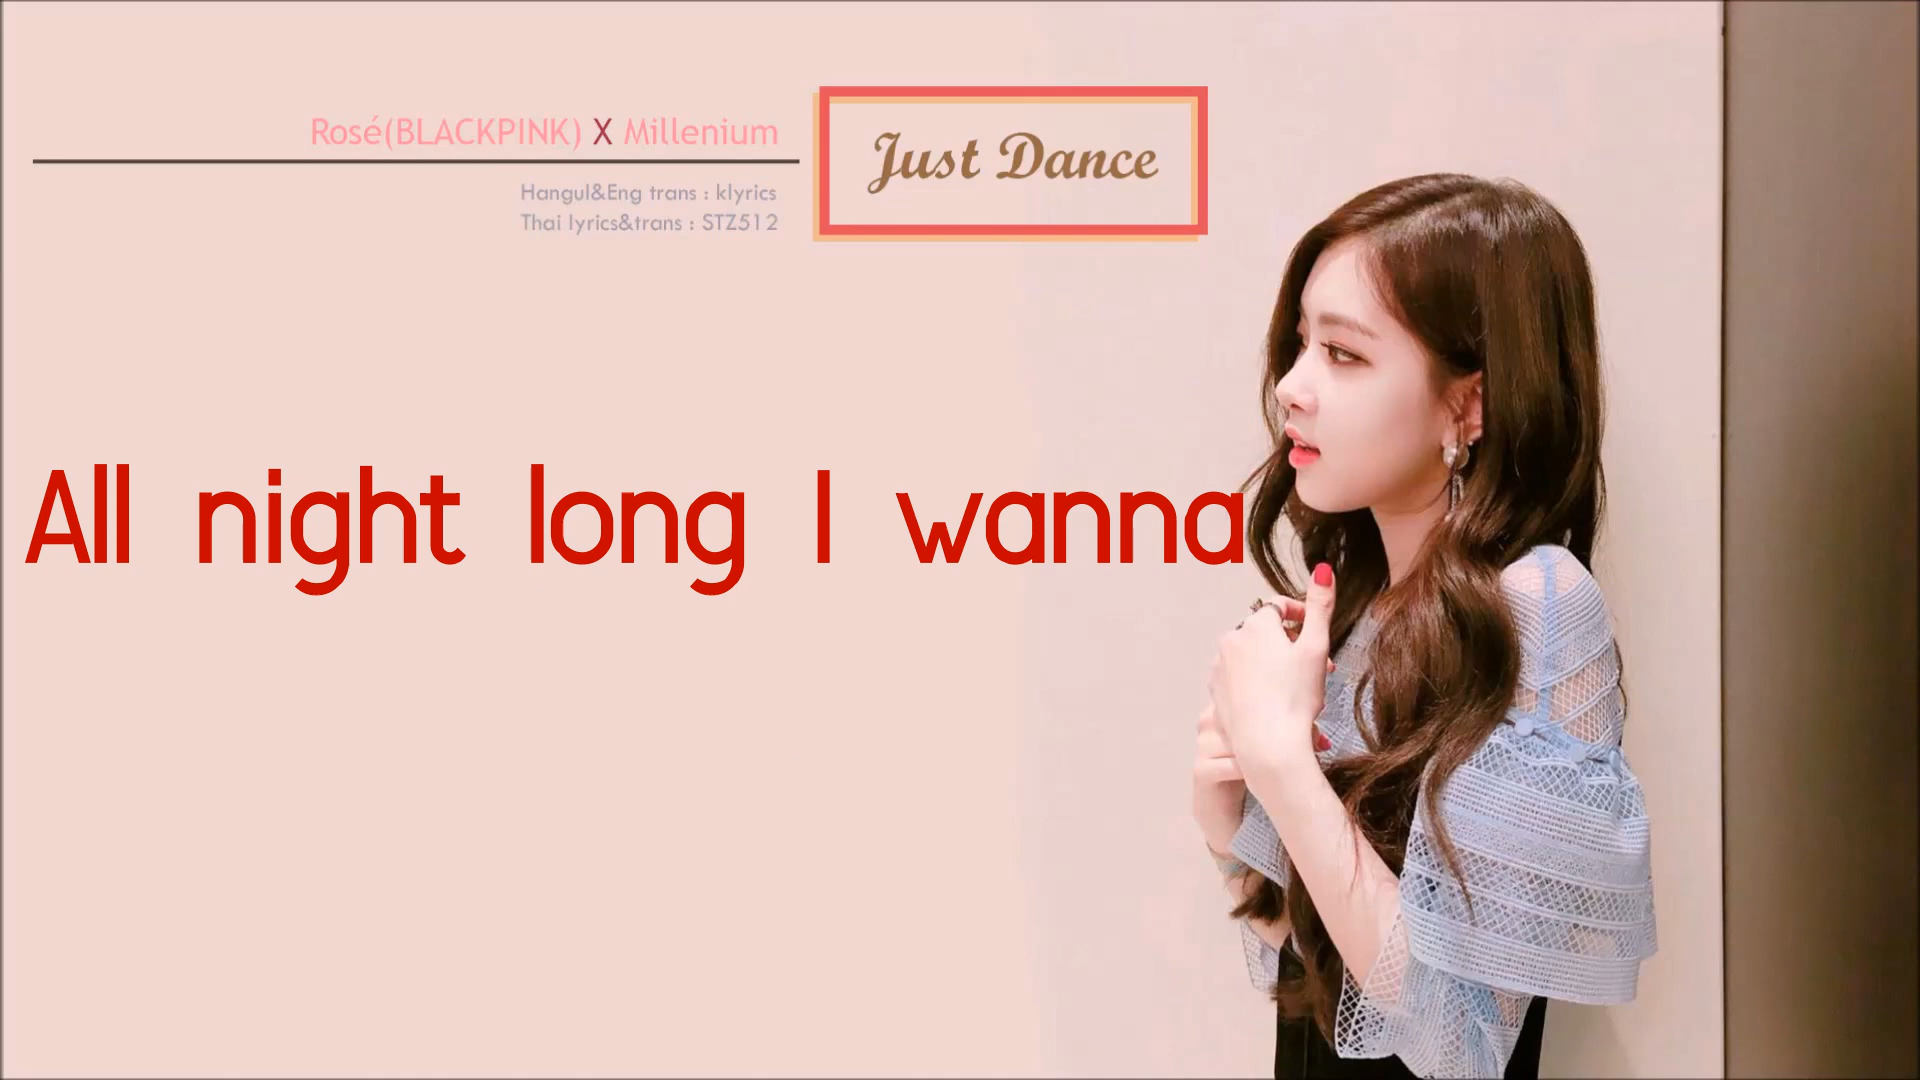 Rosé(BLACKPINK) X Millenium
Just Dance
Hangul&Eng trans : klyrics
Thai lyrics&trans : STZ512
All night long I wanna